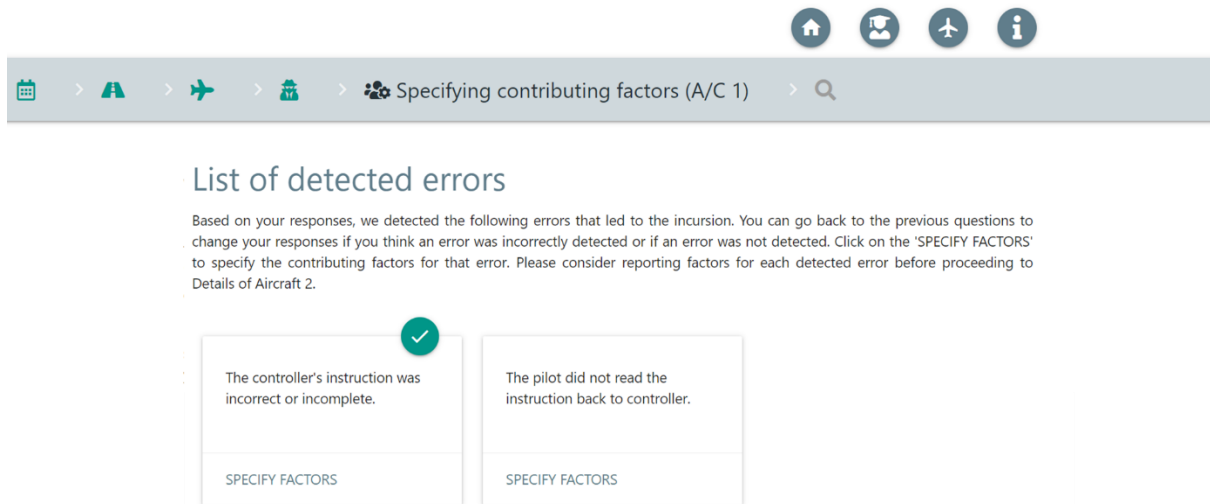 Specifying contributing factors (A/C 1)
List of detected errors
Based on your responses, we detected the following errors that led to the incursion. You can go back to the previous questions to
change your responses if you think an error was incorrectly detected or if an error was not detected. Click on the 'SPECIFY FACTORS'
to specify the contributing factors for that error. Please consider reporting factors for each detected error before proceeding to
Details of Aircraft 2.
The controller's instruction was
incorrect or incomplete.
SPECIFY FACTORS
The pilot did not read the
instruction back to controller.
SPECIFY FACTORS